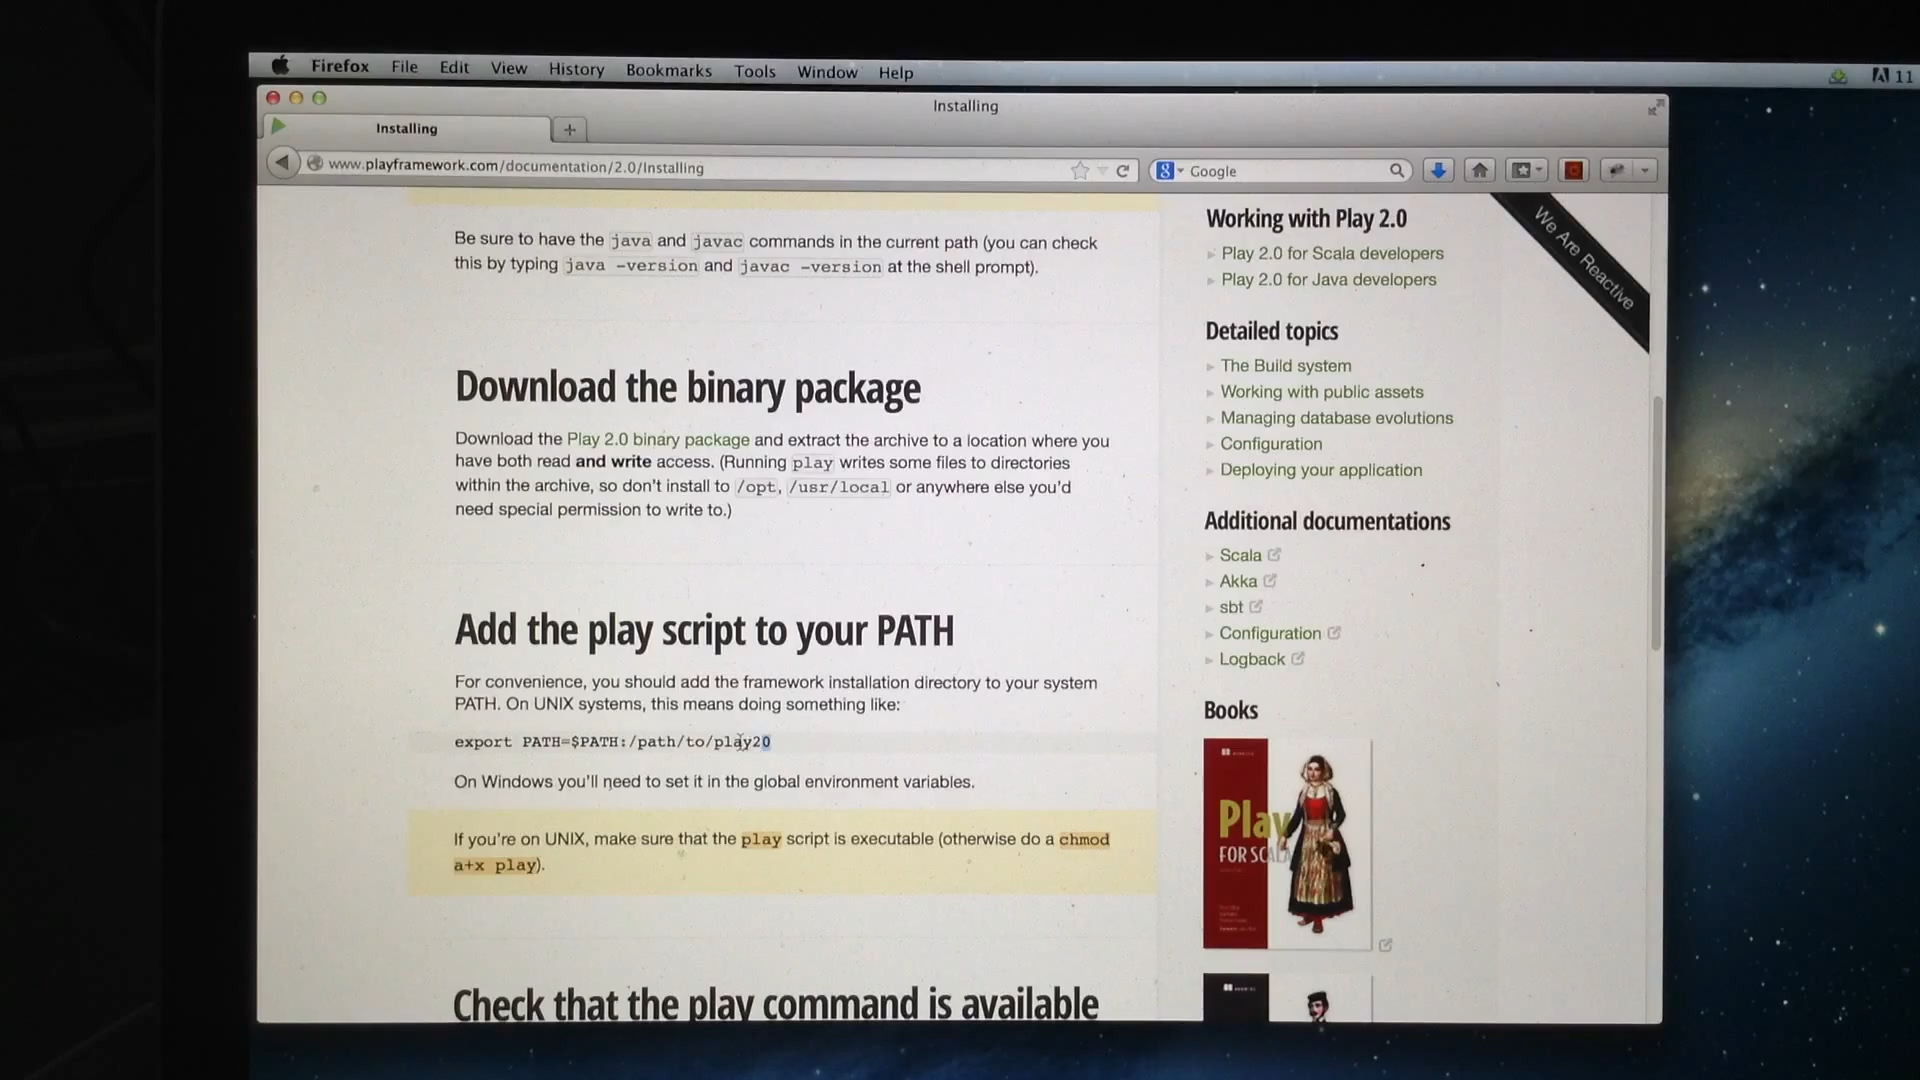 Firefox File Edit View History Bookmarks Tools Window Help
11
Installing
Installing
www.playframework.com/documentation/2.0/Installing
Google
Be sure to have the java and javac commands in the current path (you can check
this by typing java -version and javac -version at the shell prompt).
Download the binary package
Download the Play 2.0 binary package and extract the archive to a location where you
have both read and write access. (Running play writes some files to directories
within the archive, so don't install to /opt, /usr/local or anywhere else you'd
need special permission to write to.)
Add the play script to your PATH
For convenience, you should add the framework installation directory to your system
PATH. On UNIX systems, this means doing something like:
export PATH=$PATH:/path/to/play20
On Windows you'll need to set it in the global environment variables.
If you're on UNIX, make sure that the play script is executable (otherwise do a chmod
a+x play).
Check that the play command is available
Working with Play 2.0
Play 2.0 for Scala developers
Play 2.0 for Java developers
Detailed topics
The Build system
Working with public assets
Managing database evolutions
Configuration
Deploying your application
Additional documentations
Scala
Akka
sbt
Configuration
Logback
Books
Play
FOR SCALA
We Are Reactive